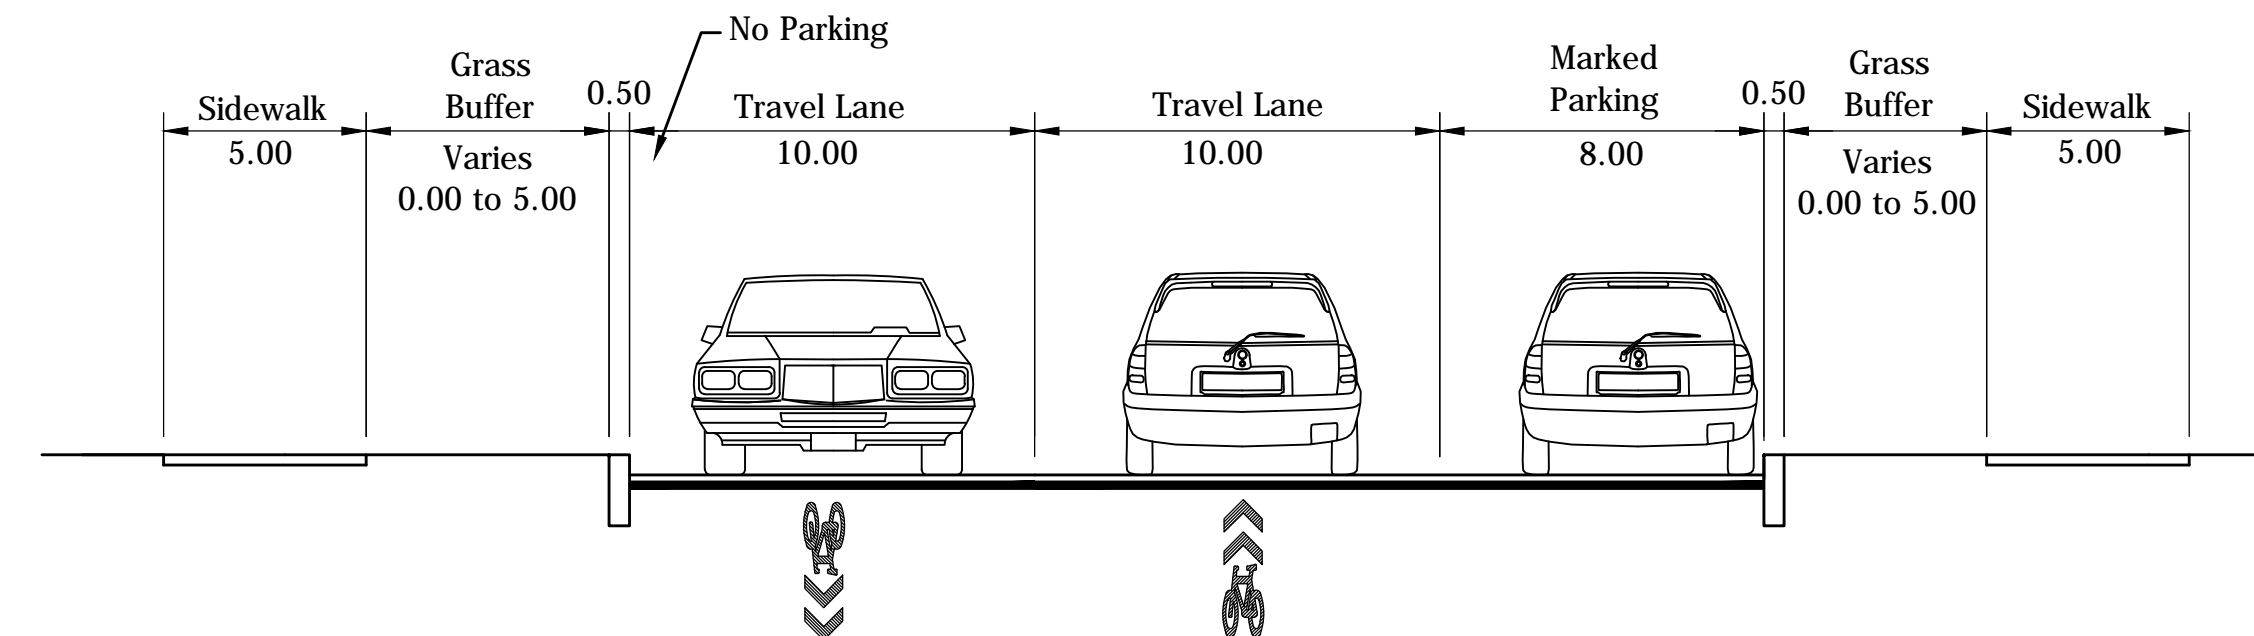 No Parking
Sidewalk
5.00
Grass
Buffer
Varies
0.00 to 5.00
0.50
Travel Lane
10.00
Travel Lane
10.00
Marked
Parking
8.00
0.50
Grass
Buffer
Varies
0.00 to 5.00
Sidewalk
5.00